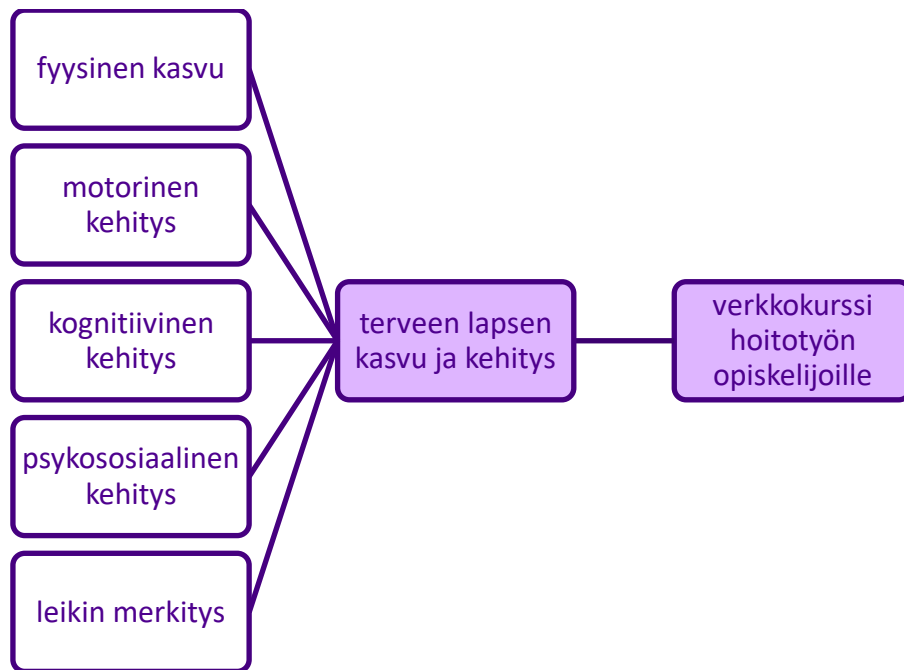 fyysinen kasvu
motorinen
kehitys
kognitiivinen
kehitys
psykososiaalinen
kehitys
leikin merkitys
terveen lapsen
kasvu ja kehitys
verkkokurssi
hoitotyön
opiskelijoille